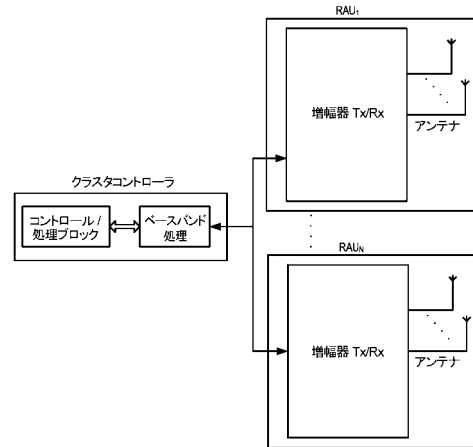 RAU₁
増幅器 Tx/Rx
アンテナ
クラスタコントローラ
コントロール /
処理ブロック
ベースバンド
処理
RAUN
増幅器 Tx/Rx
アンテナ